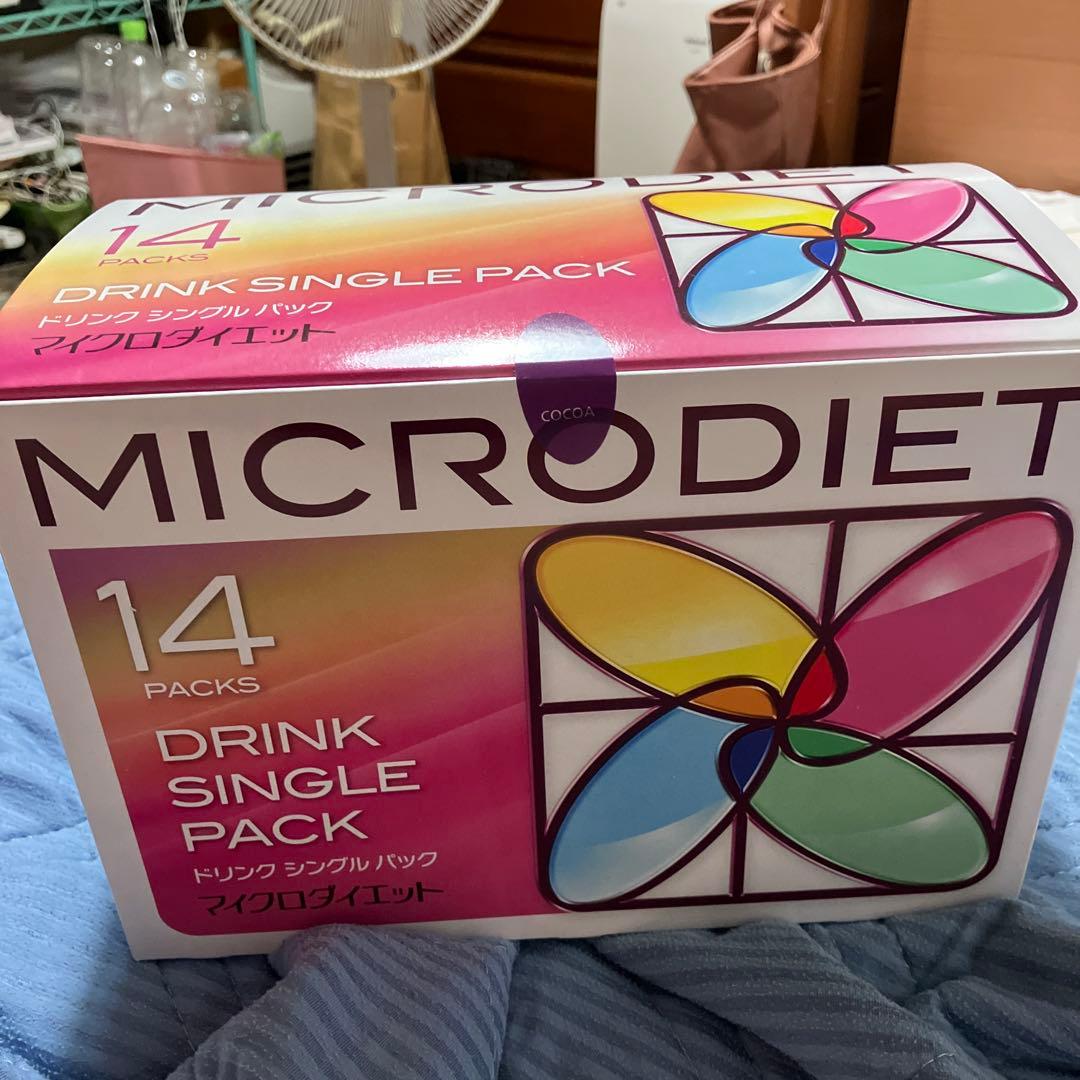 MICRODIET
14
PACKS
DRINK SINGLE PACK
ドリンク シングル パック
マイクロダイエット
COCOA
MICRODIET
14
PACKS
DRINK
SINGLE
PACK
ドリンク シングル パック
マイクロダイエット